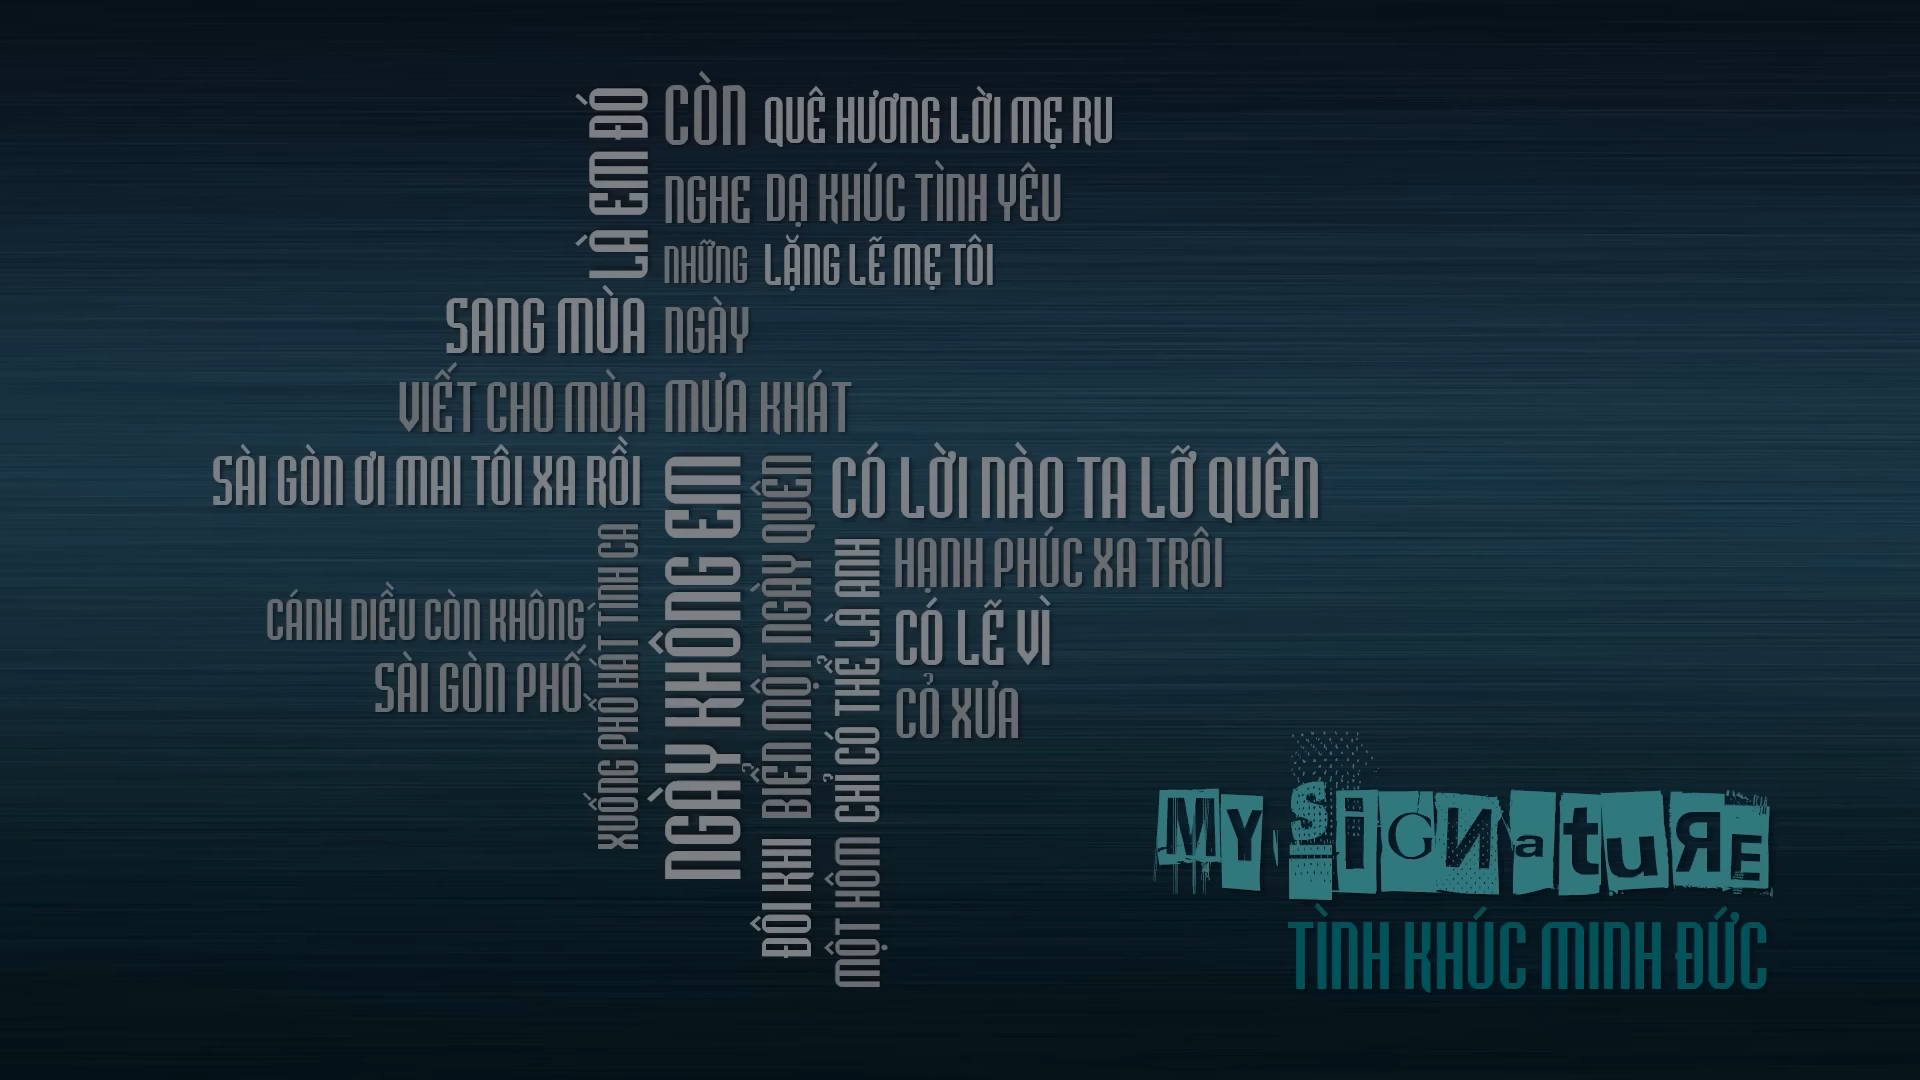 LÀ EM ĐÓ
CÒN QUÊ HƯƠNG LỜI MẸ RU
NGHE DẠ KHÚC TÌNH YÊU
NHỮNG LẶNG LẼ MẸ TÔI
SANG MÙA NGÀY
VIẾT CHO MÙA MƯA KHÁT
SÀI GÒN ƠI MAI TÔI XA RỒI
XUỐNG PHỐ HÁT TÌNH CA
CÁNH DIỀU CÒN KHÔNG
SÀI GÒN PHỐ
NGÀY KHÔNG EM
ĐÔI KHI BIỂN MỘT NGÀY QUÊN
CÓ LỜI NÀO TA LỠ QUÊN
MỘT HÔM CHỈ CÓ THỂ LÀ ANH
HẠNH PHÚC XA TRÔI
CÓ LẼ VÌ
CỎ XƯA
MY SIGNATURE
TÌNH KHÚC MINH ĐỨC